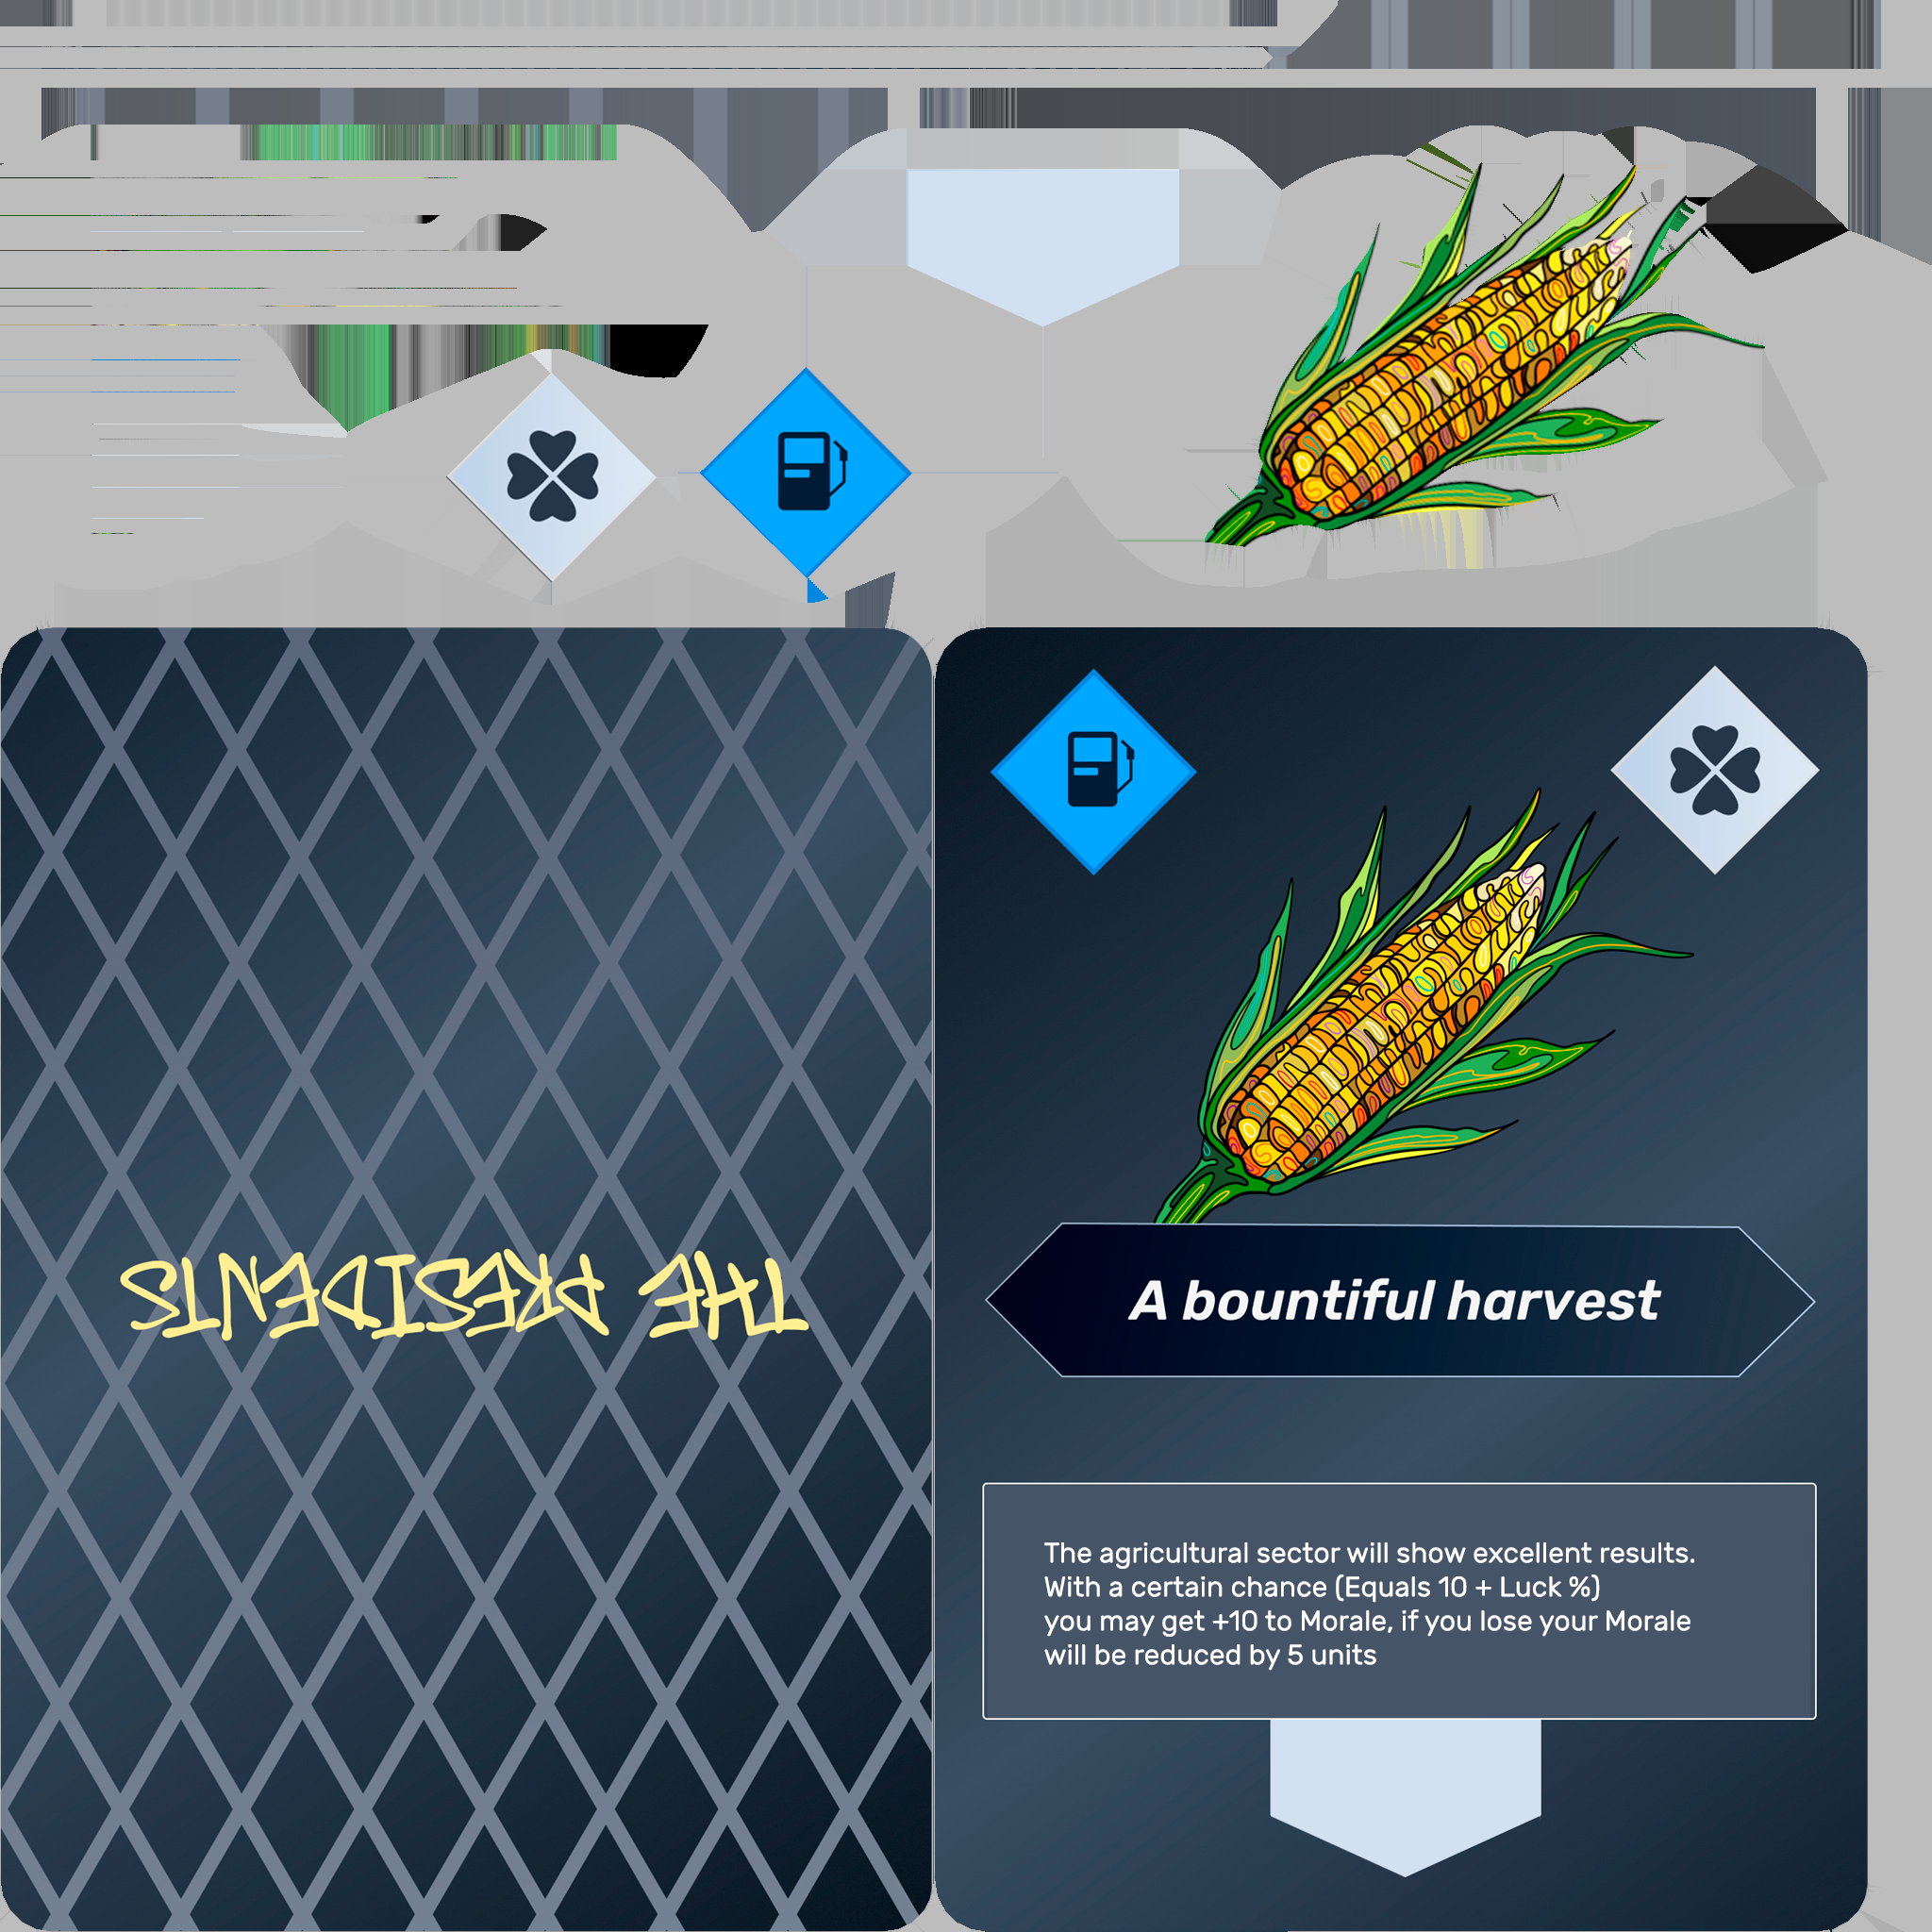 THE PRESIDENTS
A bountiful harvest
The agricultural sector will show excellent results.
With a certain chance (Equals 10 + Luck %)
you may get +10 to Morale, if you lose your Morale
will be reduced by 5 units